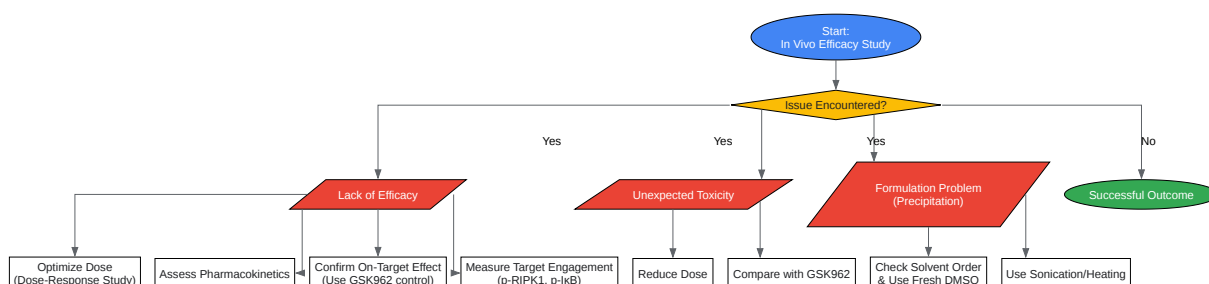 Start:
In Vivo Efficacy Study
Issue Encountered?
Yes
Yes
Yes
No
Lack of Efficacy
Unexpected Toxicity
Formulation Problem
(Precipitation)
Successful Outcome
Optimize Dose
(Dose-Response Study)
Assess Pharmacokinetics
Confirm On-Target Effect
(Use GSK962 control)
Measure Target Engagement
(p-RIPK1, p-IκB)
Reduce Dose
Compare with GSK962
Check Solvent Order
& Use Fresh DMSO
Use Sonication/Heating